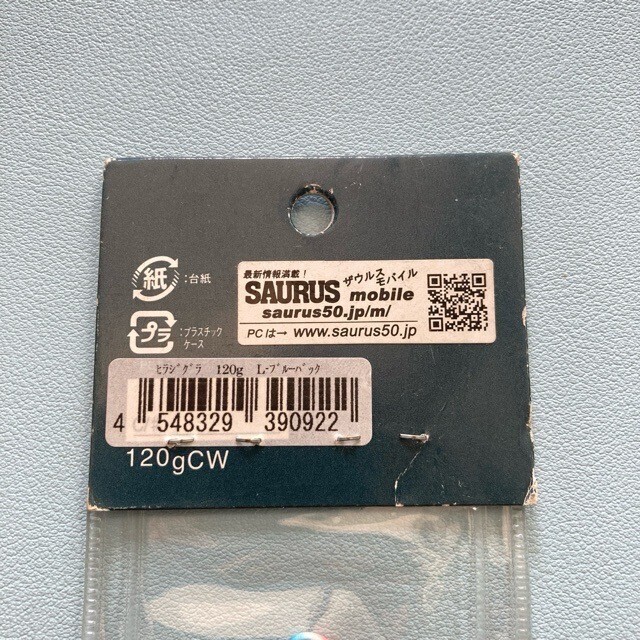 最新情報満載!
ザウルスモバイル
SAURUS mobile
saurus50.jp/m/
PCは→ www.saurus50.jp
紙 :台紙
プラ :プラスチック
ケース
ﾋﾗｼﾞｸﾞﾗ 120g L-ﾌﾞﾙｰﾊﾞｯｸ
4 548329 390922
120gCW